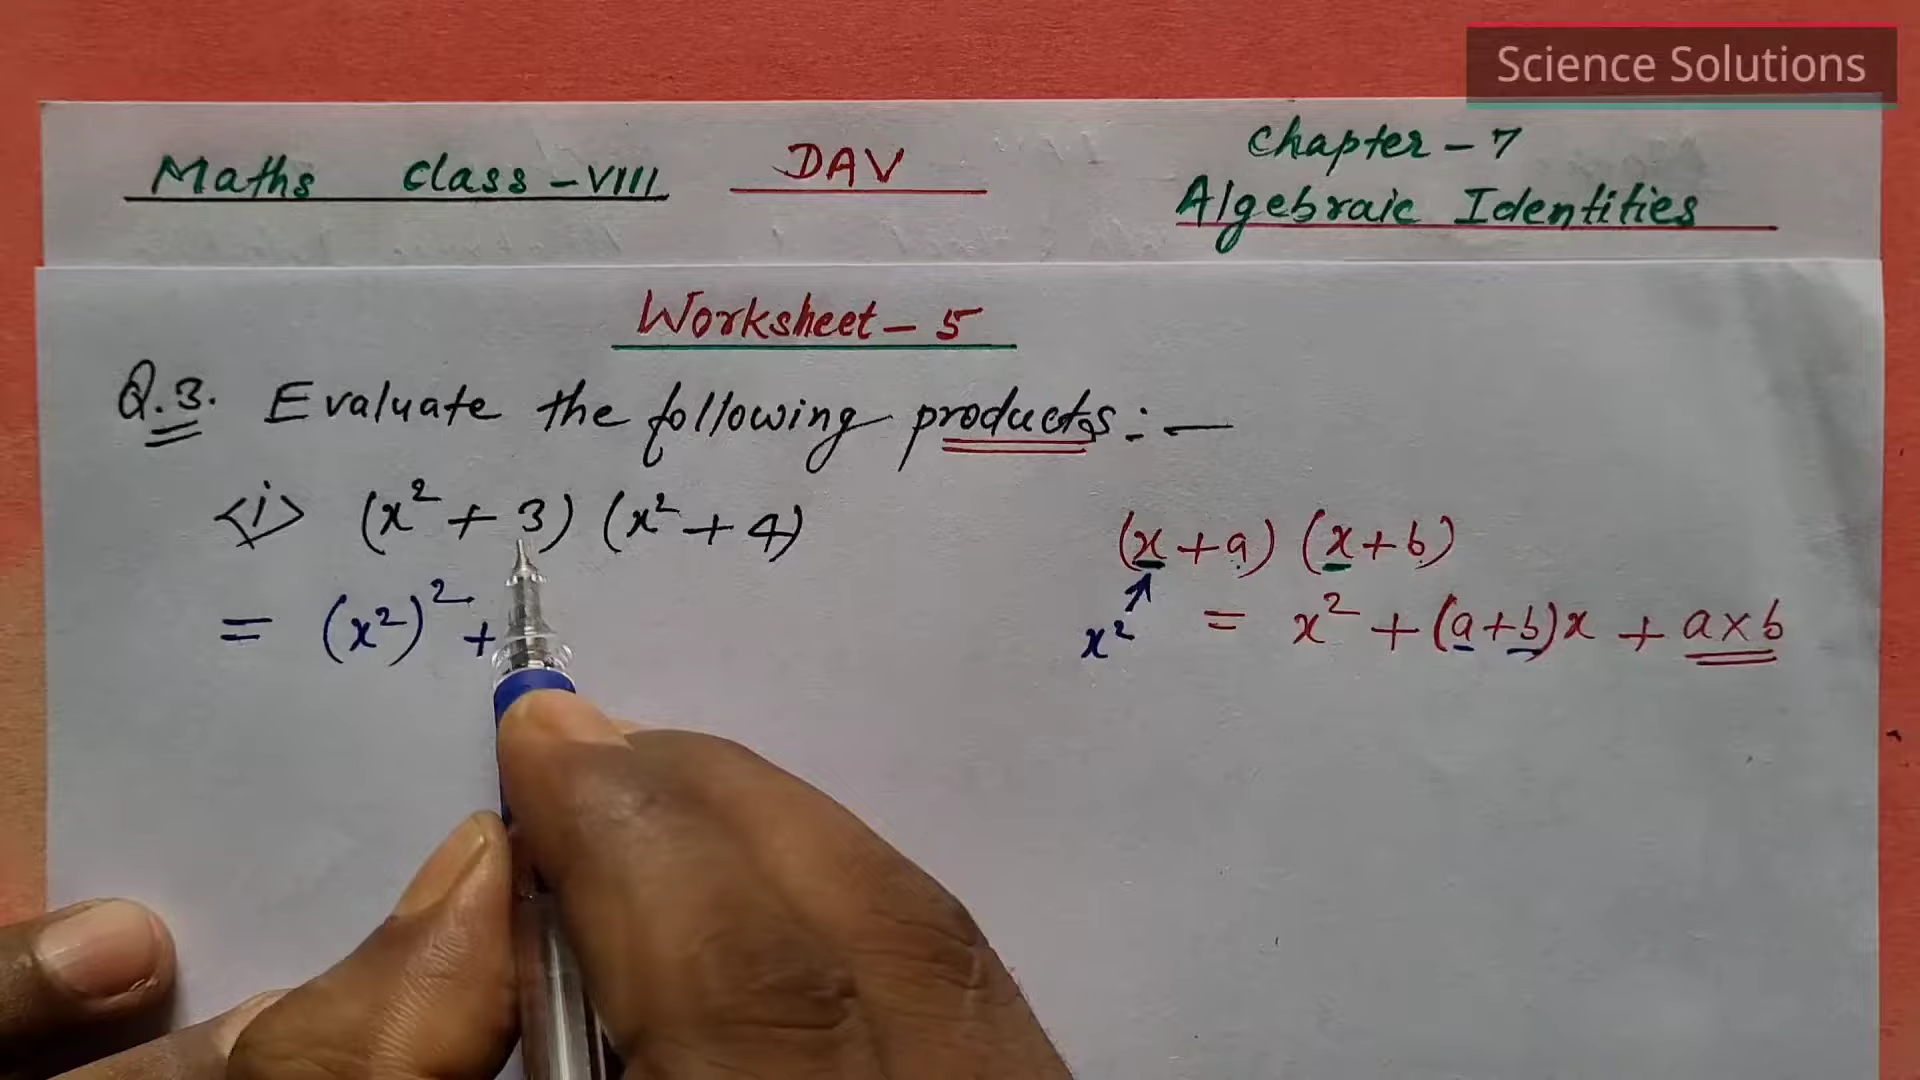 Science Solutions
Maths Class-VIII DAV Chapter-7
Algebraic Identities
Worksheet-5
Q.3. Evaluate the following products:-
<i> (x² + 3) (x² + 4)
= (x²)² +
(x+a) (x+b)
x²
= x² + (a+b)x + a×b